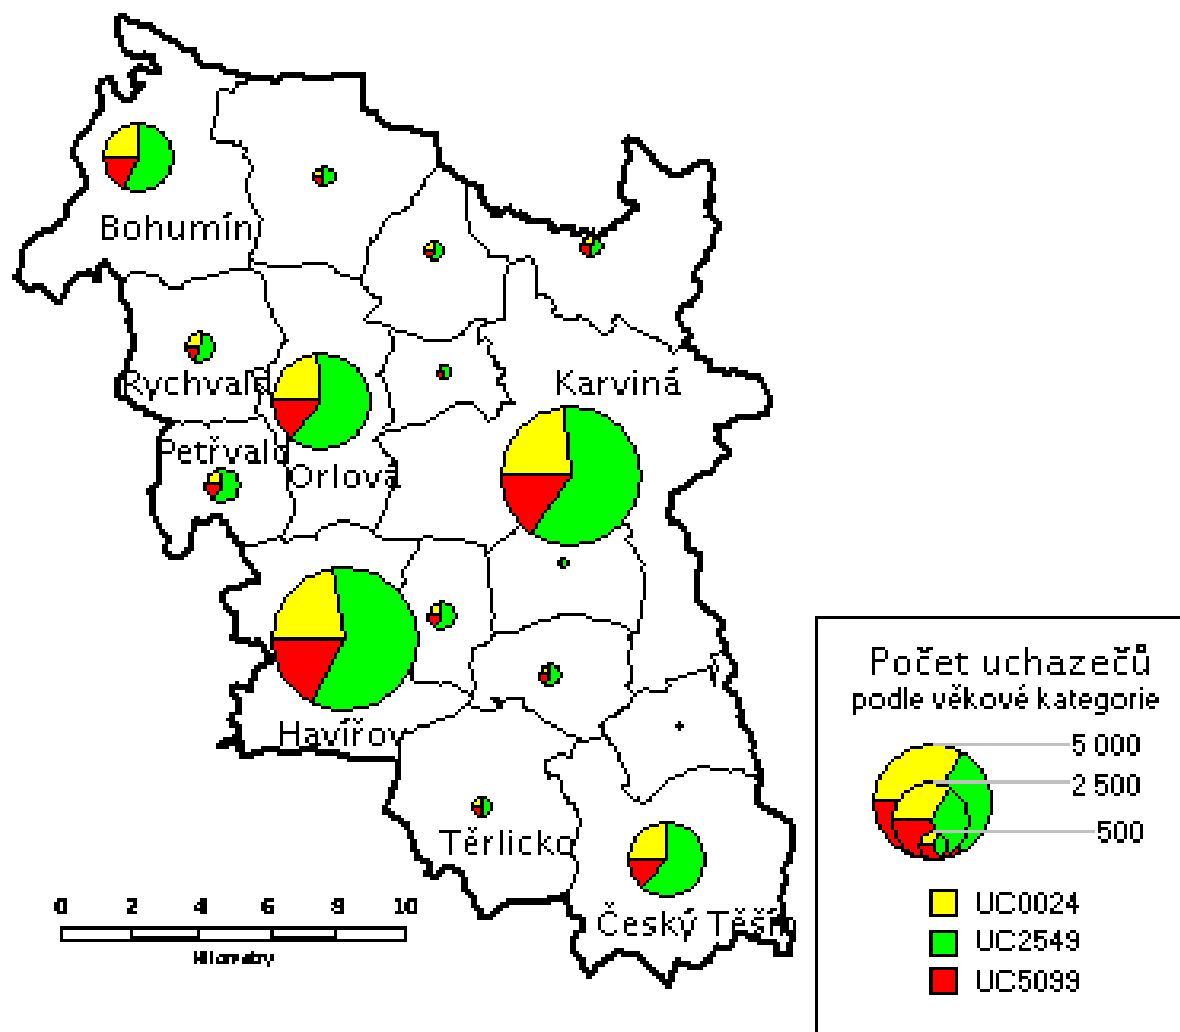 Bohumín
Rychvald
Karviná
Petřvald
Orlová
Havířov
Těrlicko
Český Těšín
0 2 4 6 8 10
Kilometry
Počet uchazečů
podle věkové kategorie
5 000
2 500
500
UC0024
UC2549
UC5099